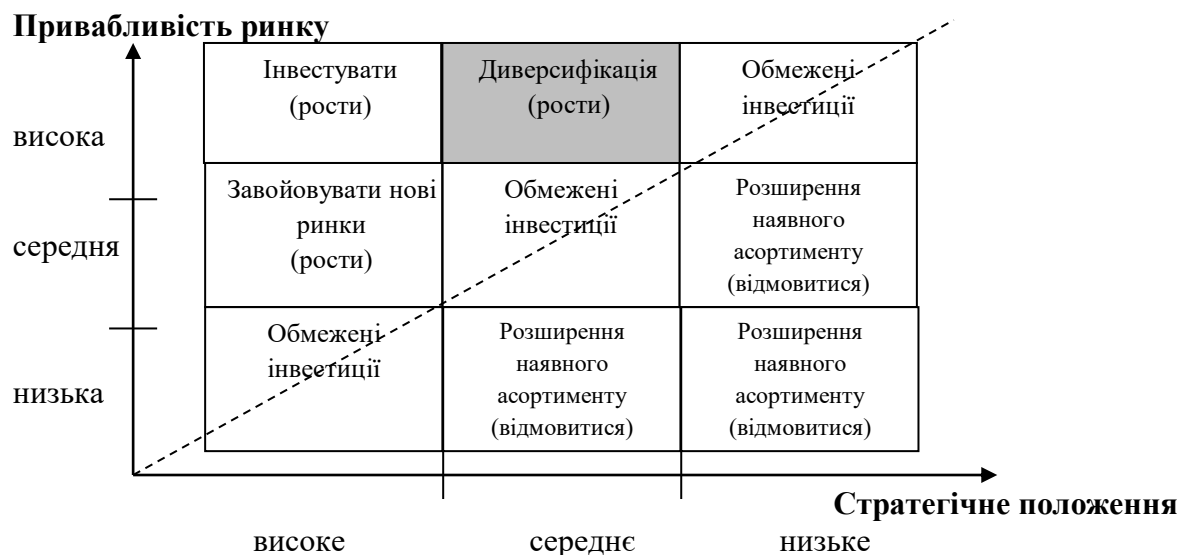 Привабливість ринку
Інвестувати
(рости)
Диверсифікація
(рости)
Обмежені
інвестиції
висока
Завойовувати нові
ринки
(рости)
Обмежені
інвестиції
Розширення
наявного
асортименту
(відмовитися)
середня
Обмежені
інвестиції
Розширення
наявного
асортименту
(відмовитися)
Розширення
наявного
асортименту
(відмовитися)
низька
Стратегічне положення
високе
середнє
низьке